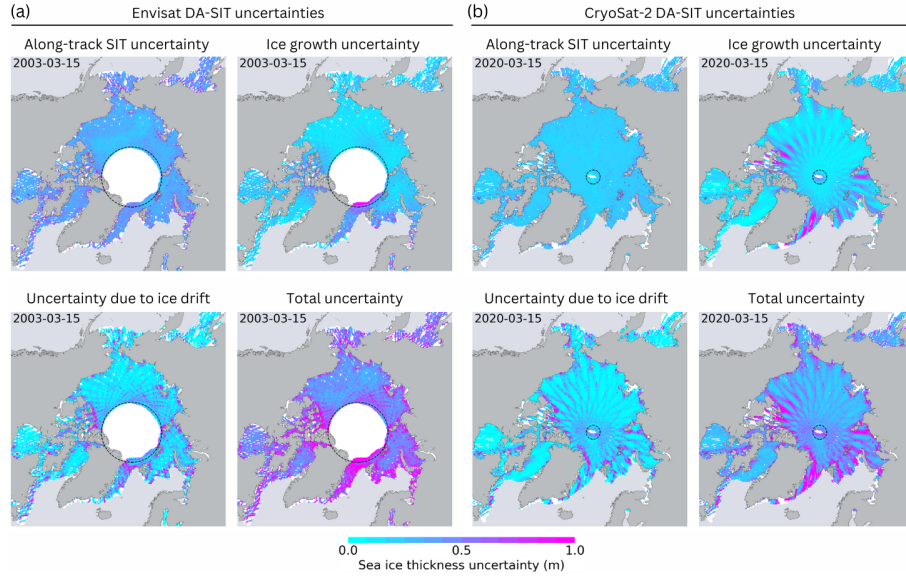 (a) Envisat DA-SIT uncertainties
(b) CryoSat-2 DA-SIT uncertainties
Along-track SIT uncertainty
2003-03-15
Ice growth uncertainty
2003-03-15
Along-track SIT uncertainty
2020-03-15
Ice growth uncertainty
2020-03-15
Uncertainty due to ice drift
2003-03-15
Total uncertainty
2003-03-15
Uncertainty due to ice drift
2020-03-15
Total uncertainty
2020-03-15
0.0 0.5 1.0
Sea ice thickness uncertainty (m)